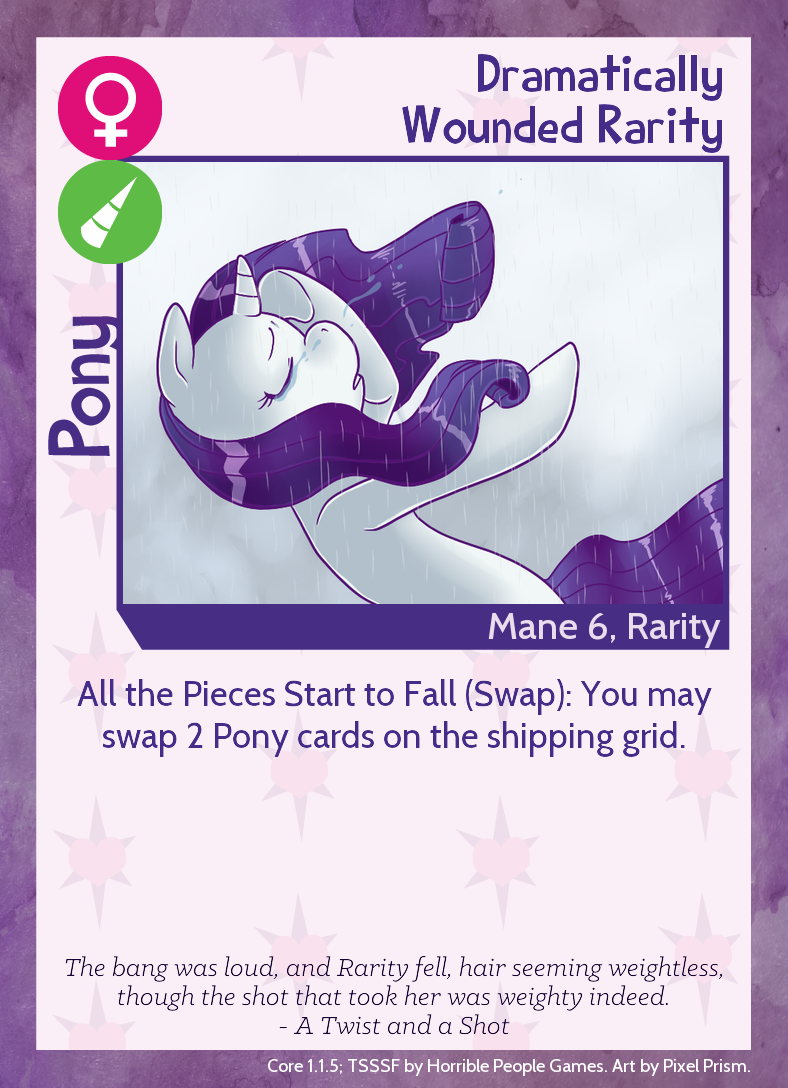 Dramatically
Wounded Rarity
Pony
Mane 6, Rarity
All the Pieces Start to Fall (Swap): You may
swap 2 Pony cards on the shipping grid.
The bang was loud, and Rarity fell, hair seeming weightless,
though the shot that took her was weighty indeed.
- A Twist and a Shot
Core 1.1.5; TSSSF by Horrible People Games. Art by Pixel Prism.